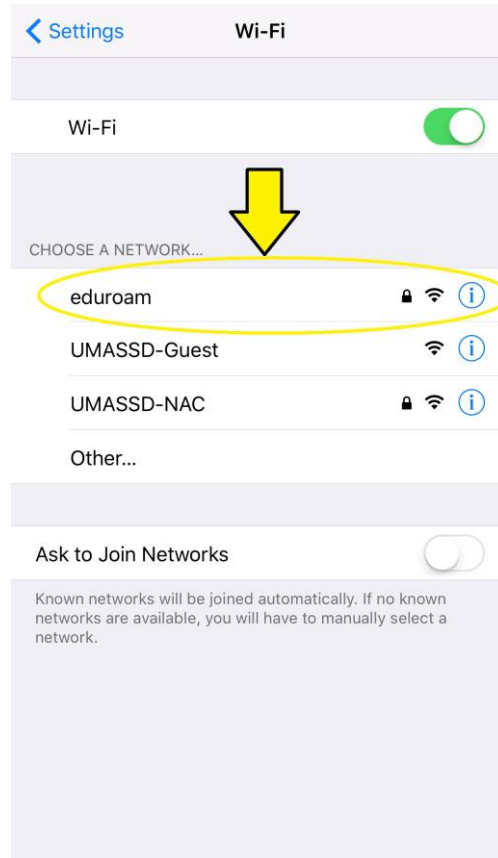 Settings
Wi-Fi
Wi-Fi
CHOOSE A NETWORK...
eduroam
UMASSD-Guest
UMASSD-NAC
Other...
Ask to Join Networks
Known networks will be joined automatically. If no known
networks are available, you will have to manually select a
network.